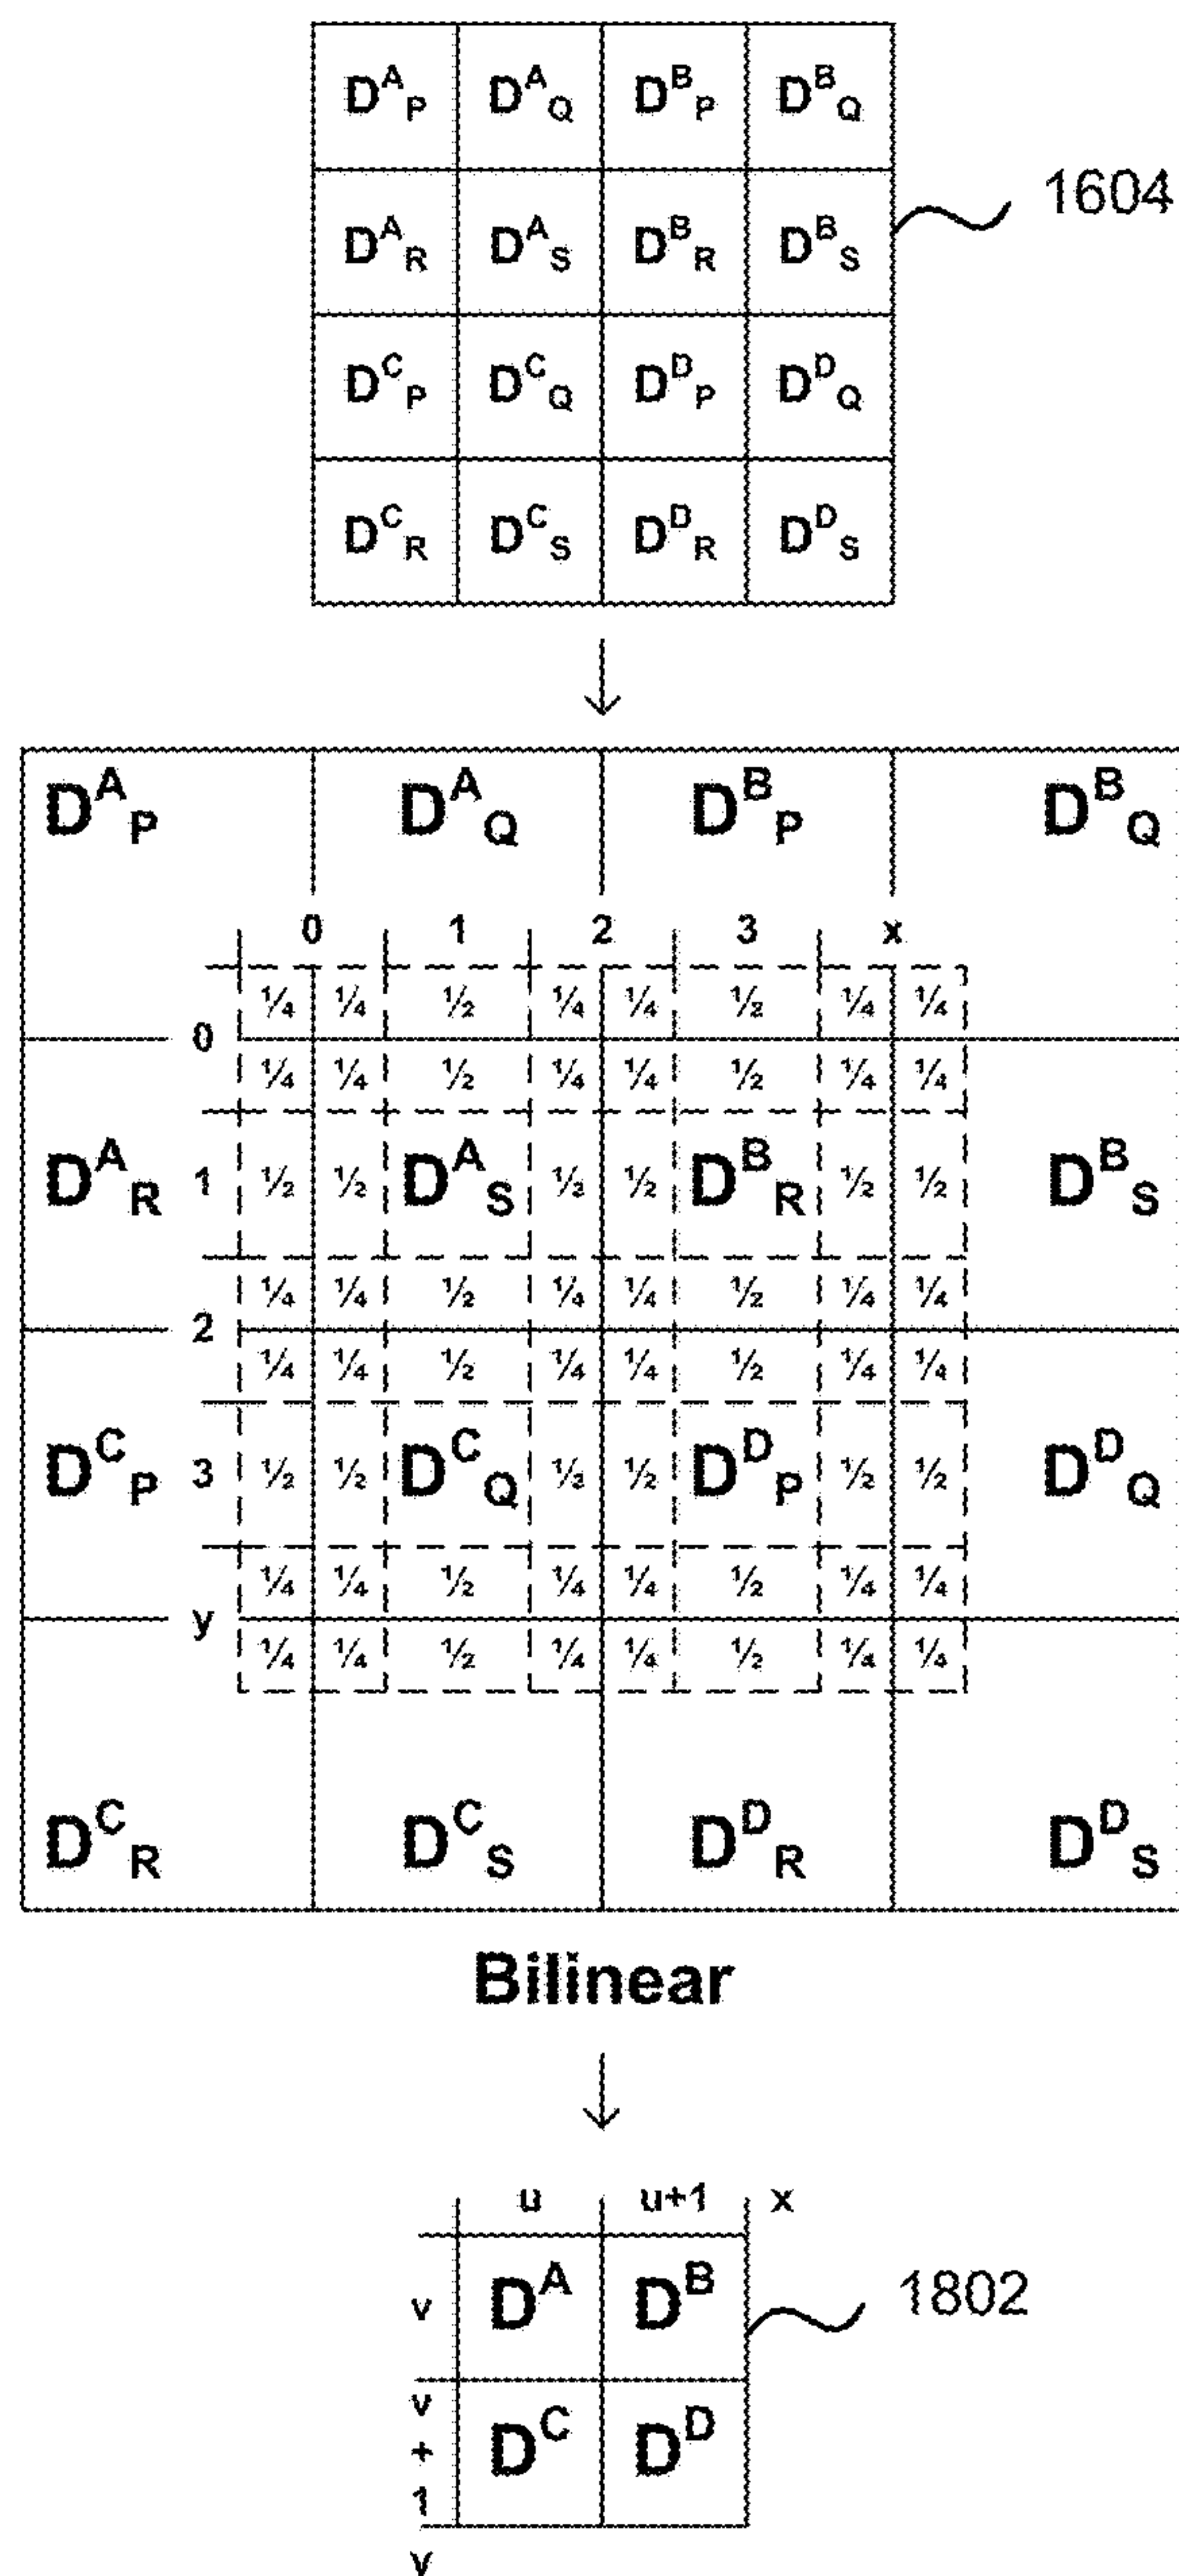 D^A_P D^A_Q D^B_P D^B_Q
1604
D^A_R D^A_S D^B_R D^B_S
D^C_P D^C_Q D^D_P D^D_Q
D^C_R D^C_S D^D_R D^D_S
D^A_P D^A_Q D^B_P D^B_Q
0 1 2 3 x
¼ ¼ ½ ¼ ¼ ½ ¼ ¼
0
¼ ¼ ½ ¼ ¼ ½ ¼ ¼
D^A_R 1 ½ ½ D^A_S ½ ½ D^B_R ½ ½ D^B_S
¼ ¼ ½ ¼ ¼ ½ ¼ ¼
2
¼ ¼ ½ ¼ ¼ ½ ¼ ¼
D^C_P 3 ½ ½ D^C_Q ½ ½ D^D_P ½ ½ D^D_Q
¼ ¼ ½ ¼ ¼ ½ ¼ ¼
y
¼ ¼ ½ ¼ ¼ ½ ¼ ¼
D^C_R D^C_S D^D_R D^D_S
Bilinear
u u+1 x
v D^A D^B
1802
v+1 D^C D^D
y